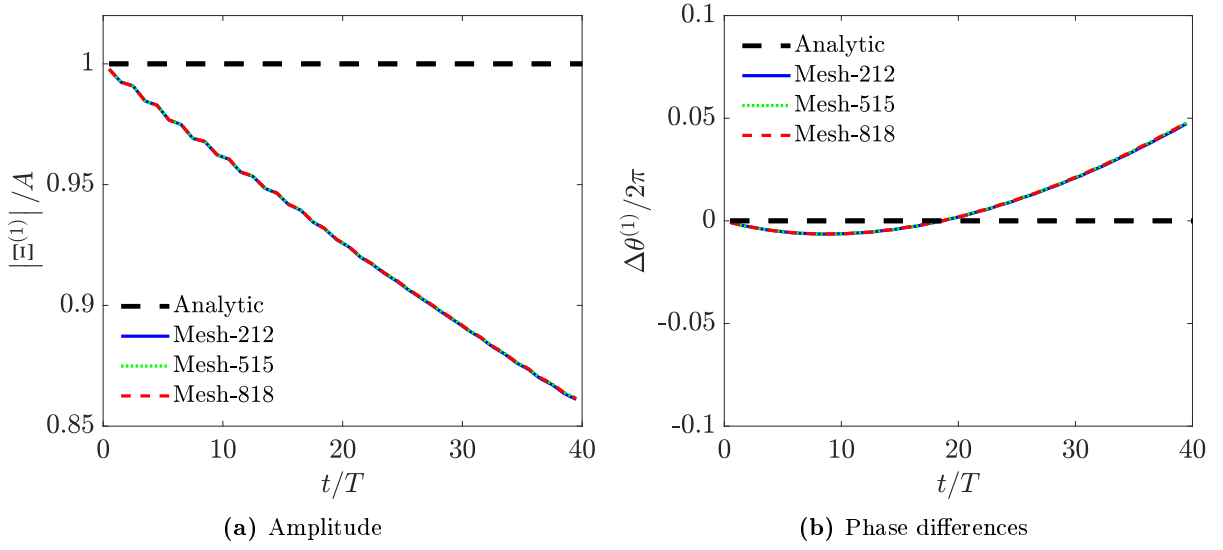 1
0.95
0.9
0.85
|Ξ⁽¹⁾|/A
Analytic
Mesh-212
Mesh-515
Mesh-818
0 10 20 30 40
t/T
(a) Amplitude
0.1
0.05
0
-0.05
-0.1
Δθ⁽¹⁾/2π
Analytic
Mesh-212
Mesh-515
Mesh-818
0 10 20 30 40
t/T
(b) Phase differences